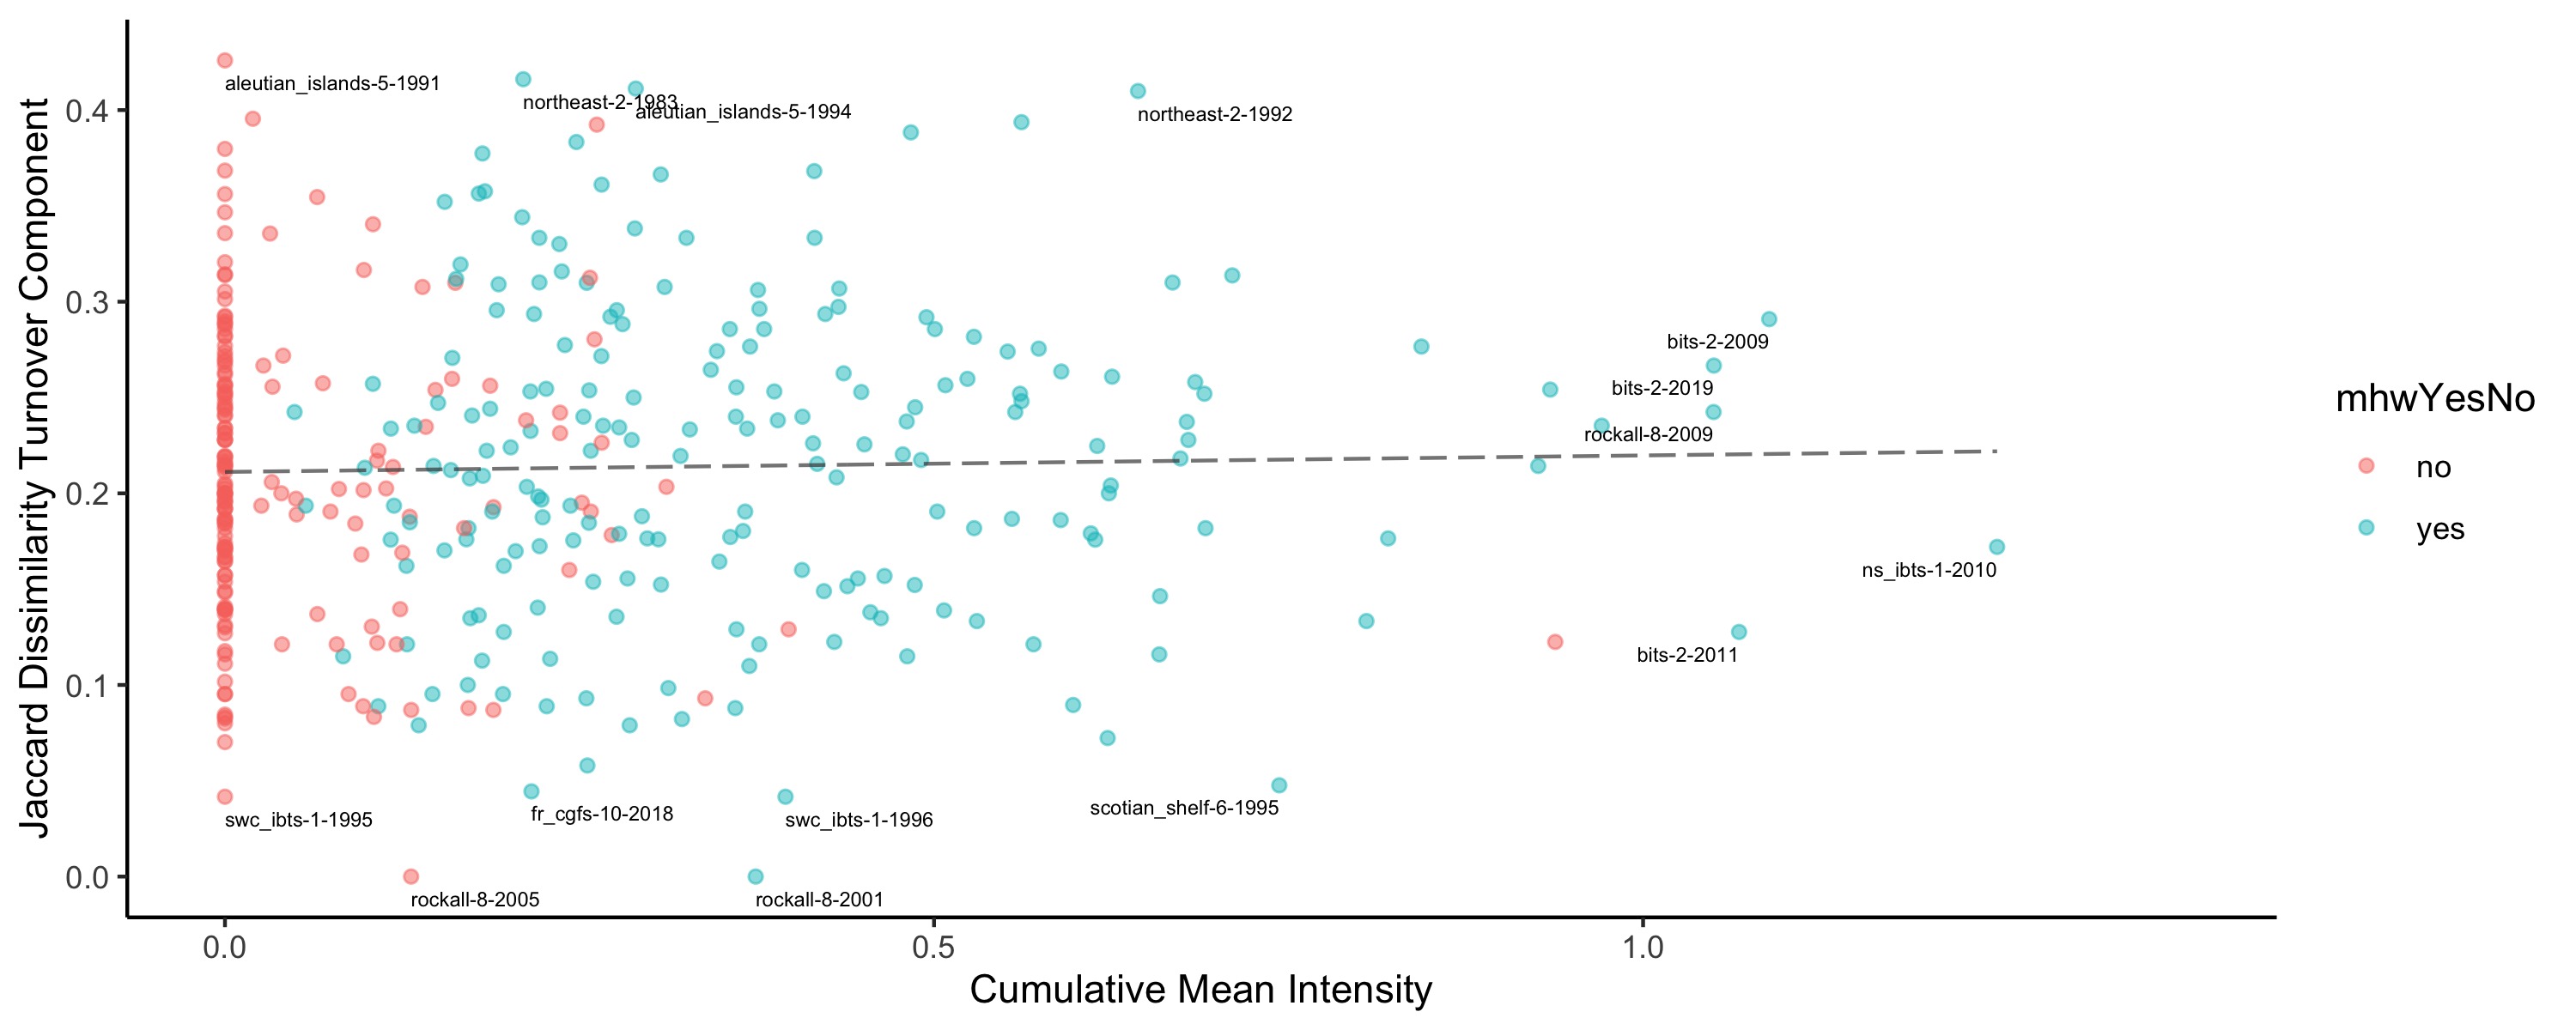 aleutian_islands-5-1991
northeast-2-1983
aleutian_islands-5-1994
northeast-2-1992
0.4
0.3
bits-2-2009
bits-2-2019
rockall-8-2009
mhwYesNo
no
yes
0.2
ns_ibts-1-2010
bits-2-2011
0.1
scotian_shelf-6-1995
fr_cgfs-10-2018
swc_ibts-1-1995
swc_ibts-1-1996
0.0
rockall-8-2005
rockall-8-2001
Jaccard Dissimilarity Turnover Component
0.0
0.5
1.0
Cumulative Mean Intensity